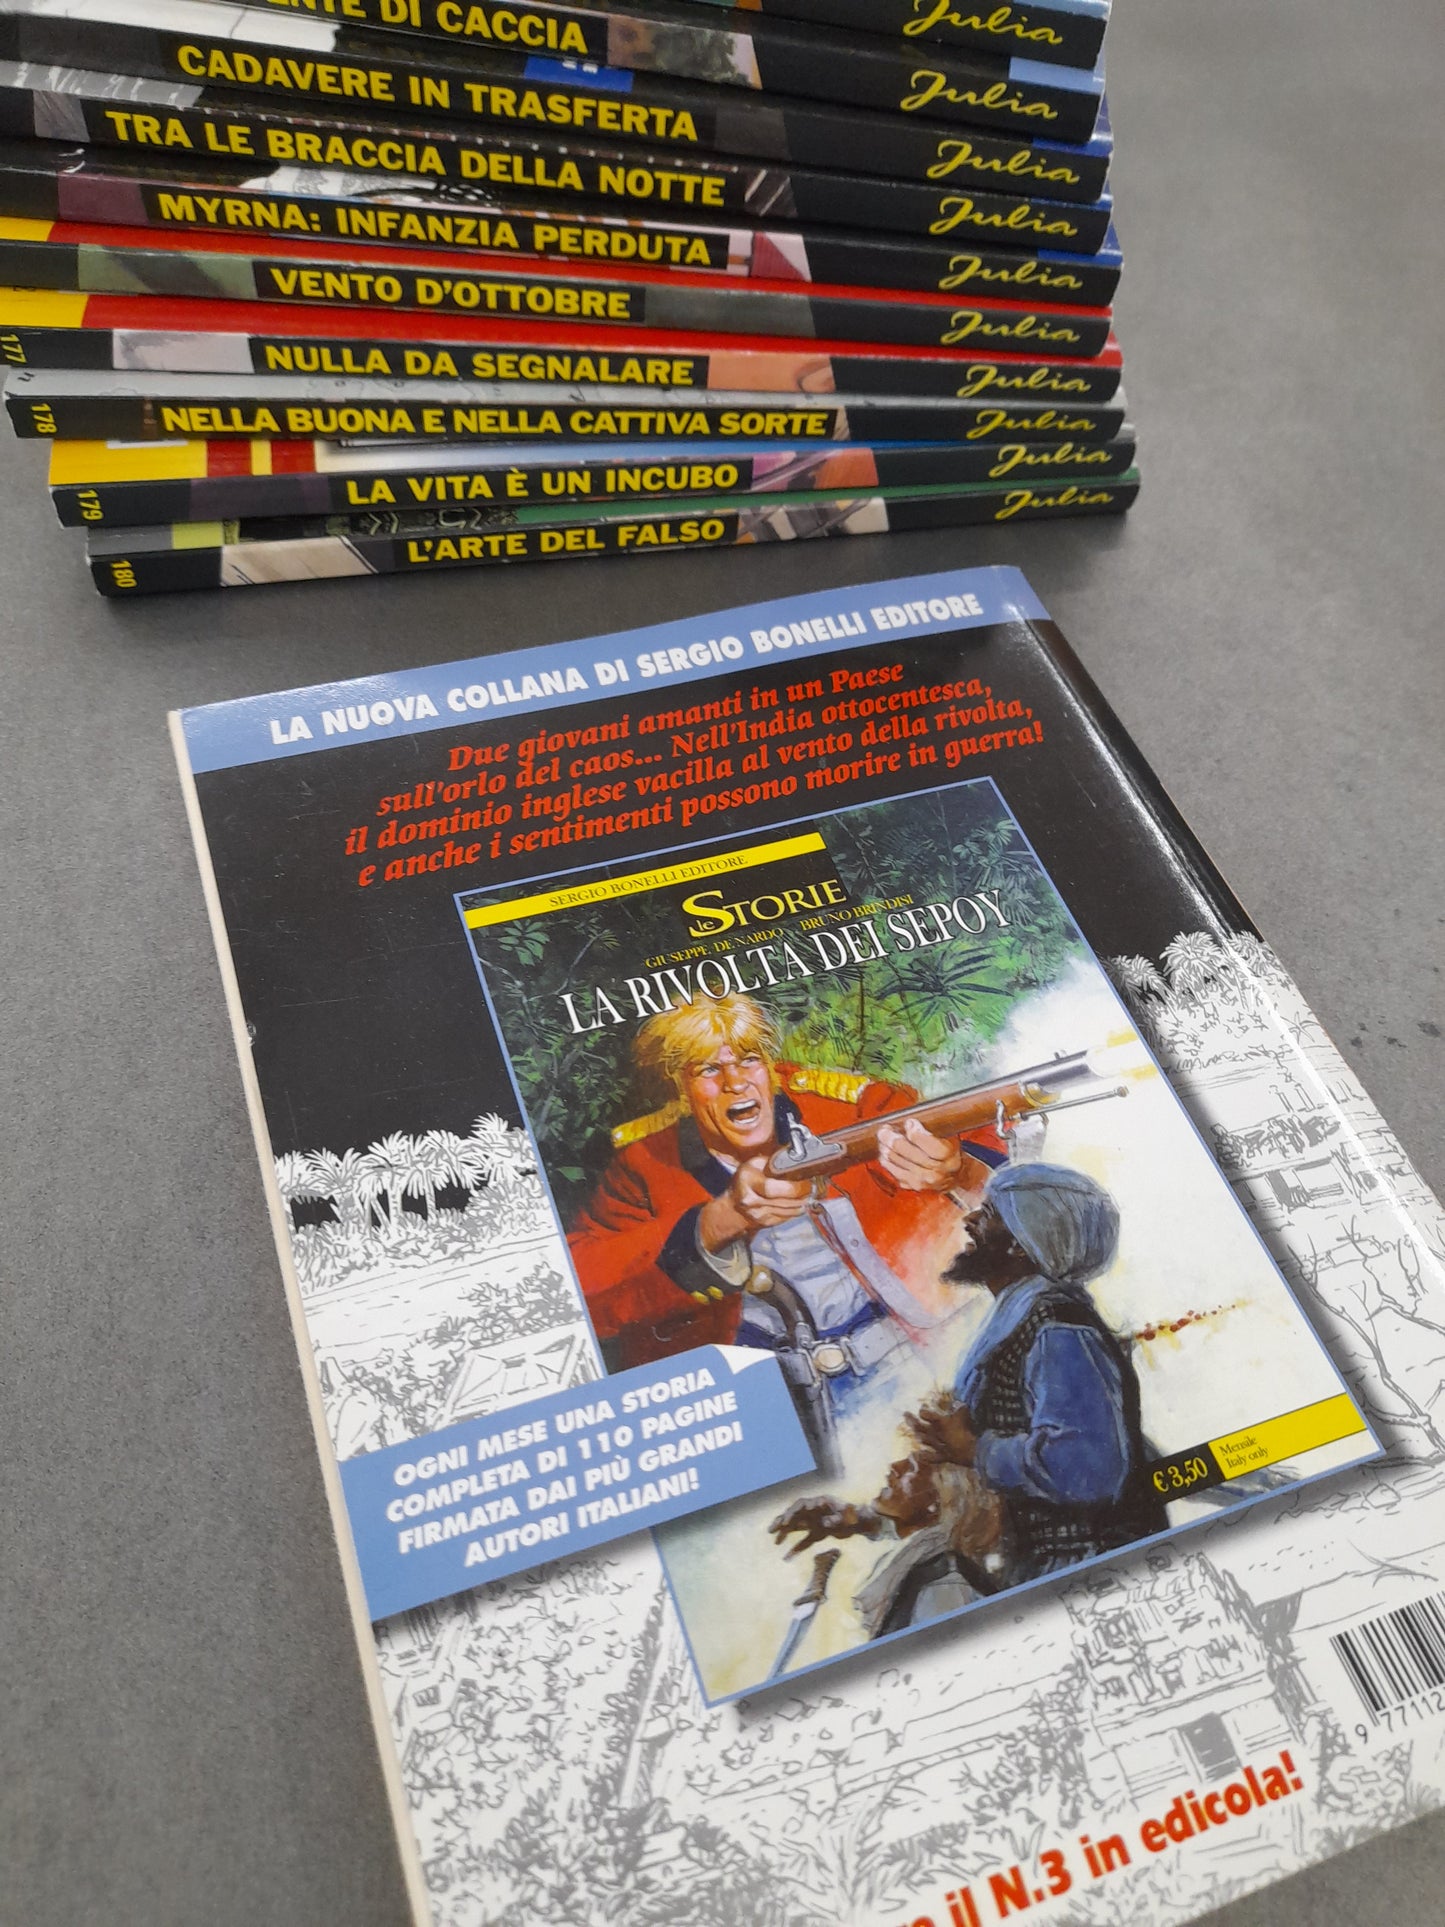 DI CACCIA
Julia
CADAVERE IN TRASFERTA
Julia
TRA LE BRACCIA DELLA NOTTE
Julia
MYRNA: INFANZIA PERDUTA
Julia
VENTO D'OTTOBRE
Julia
NULLA DA SEGNALARE
Julia
177
NELLA BUONA E NELLA CATTIVA SORTE
Julia
178
LA VITA È UN INCUBO
Julia
179
L'ARTE DEL FALSO
Julia
180
LA NUOVA COLLANA DI SERGIO BONELLI EDITORE
Due giovani amanti in un Paese
sull'orlo del caos... Nell'India ottocentesca,
il dominio inglese vacilla al vento della rivolta,
e anche i sentimenti possono morire in guerra!
SERGIO BONELLI EDITORE
le STORIE
GIUSEPPE DE NARDO BRUNO BRINDISI
LA RIVOLTA DEI SEPOY
OGNI MESE UNA STORIA
COMPLETA DI 110 PAGINE
FIRMATA DAI PIÙ GRANDI
AUTORI ITALIANI!
€ 3,50
Mensile
Italy only
9 77112
il N.3 in edicola!